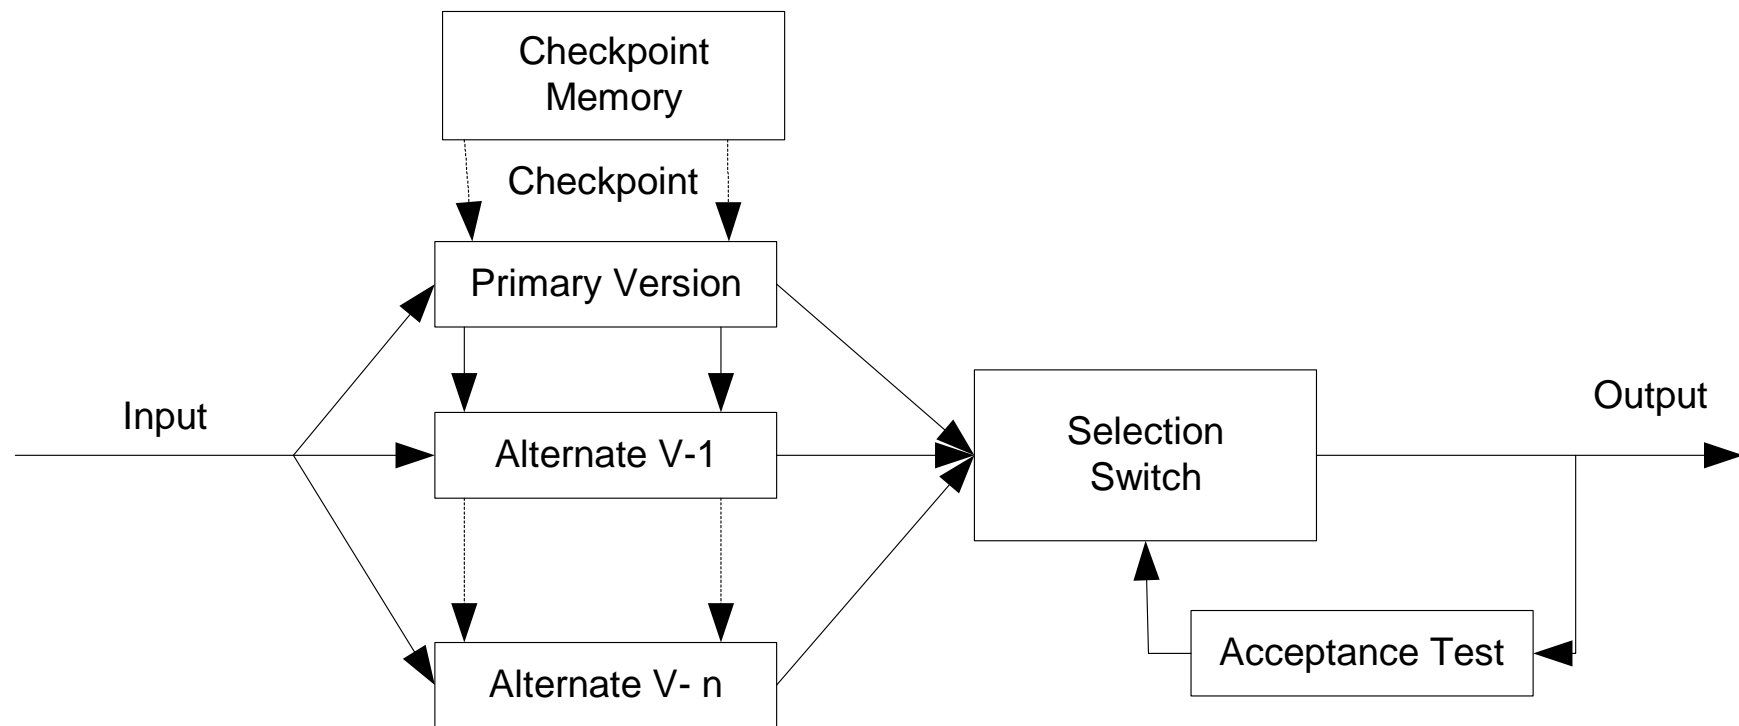 Checkpoint
Memory
Checkpoint
Primary Version
Input
Alternate V-1
Selection
Switch
Output
Acceptance Test
Alternate V- n